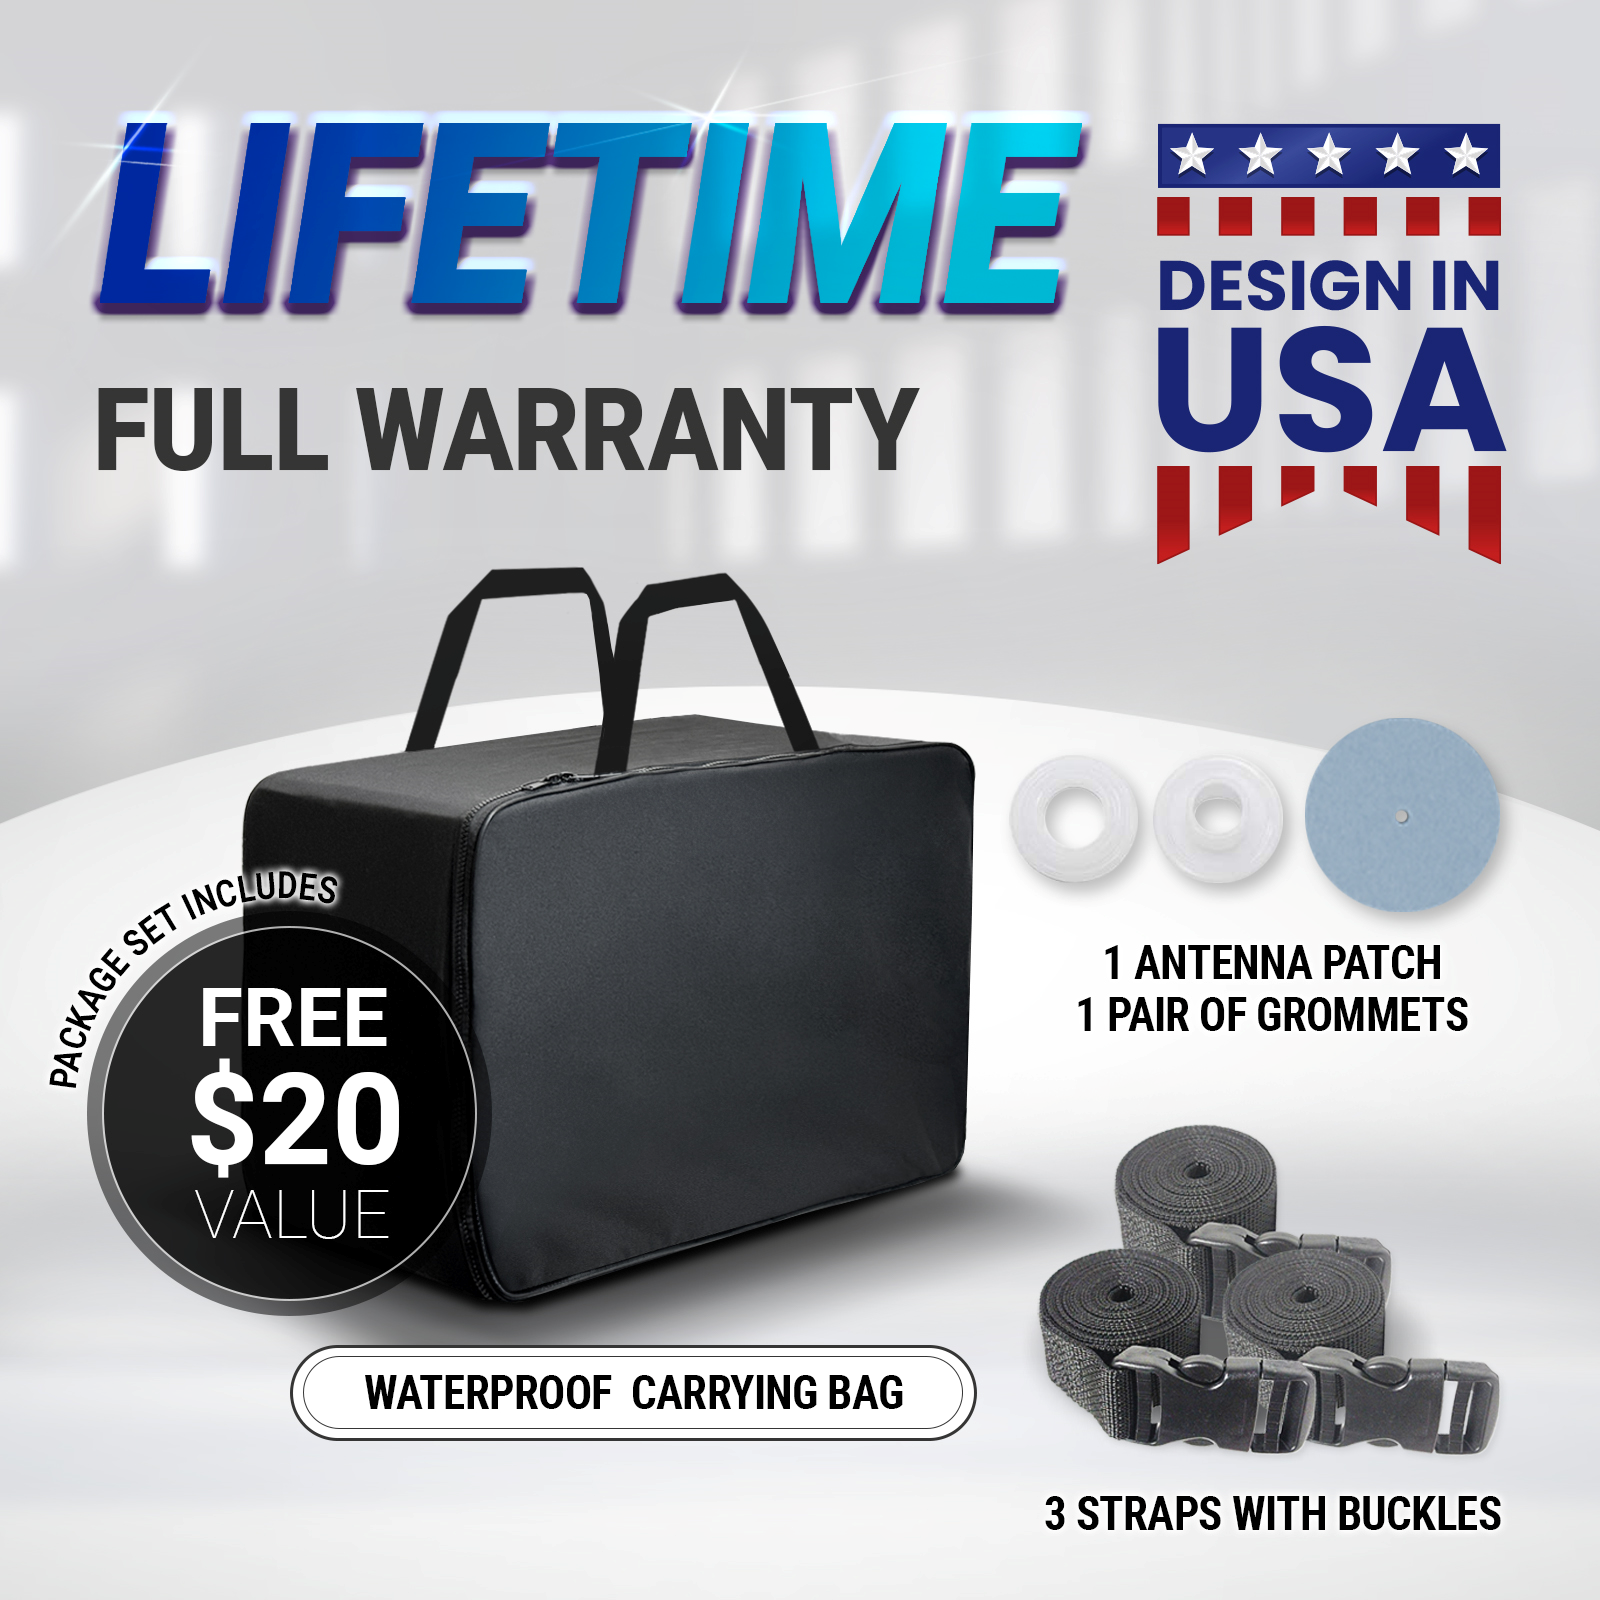 LIFETIME
FULL WARRANTY
DESIGN IN
USA
PACKAGE SET INCLUDES
FREE
$20
VALUE
WATERPROOF CARRYING BAG
1 ANTENNA PATCH
1 PAIR OF GROMMETS
3 STRAPS WITH BUCKLES